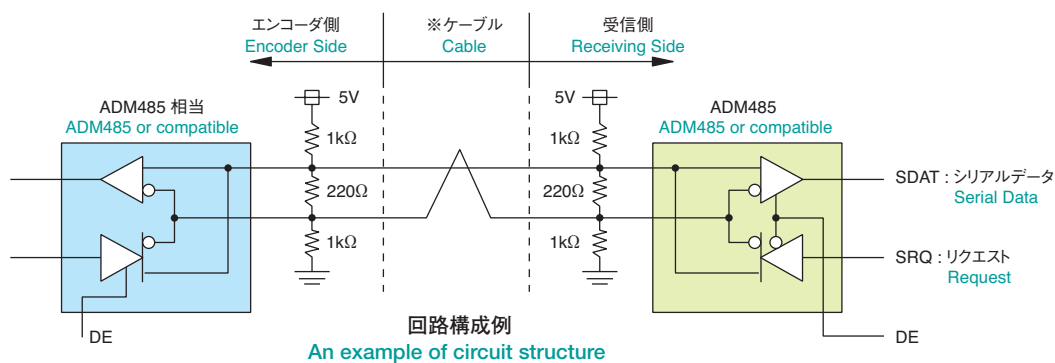 エンコーダ側
Encoder Side
※ケーブル
Cable
受信側
Receiving Side
ADM485 相当
ADM485 or compatible
5V
1kΩ
220Ω
1kΩ
DE
5V
1kΩ
220Ω
1kΩ
ADM485
ADM485 or compatible
SDAT : シリアルデータ
Serial Data
SRQ : リクエスト
Request
DE
回路構成例
An example of circuit structure